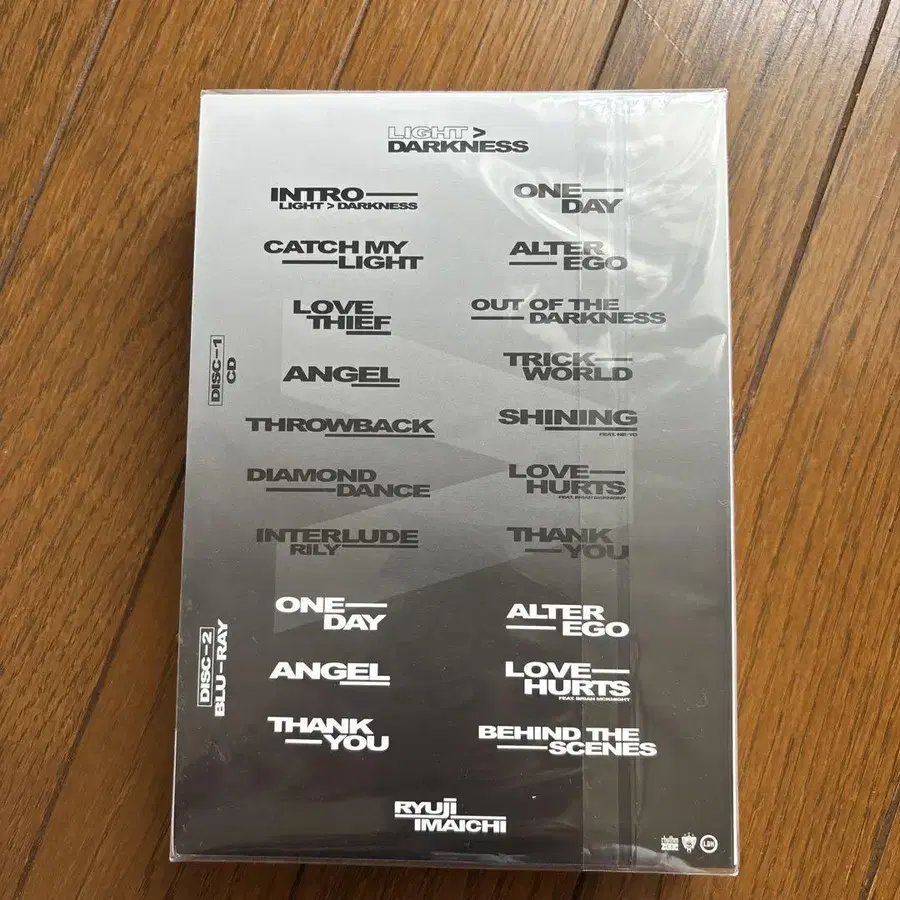 LIGHT >
DARKNESS
DISC-1
CD
INTRO
LIGHT > DARKNESS
CATCH MY
LIGHT
LOVE
THIEF
ANGEL
THROWBACK
DIAMOND
DANCE
INTERLUDE
RILY
ONE
DAY
ALTER
EGO
OUT OF THE
DARKNESS
TRICK
WORLD
SHINING
FEAT. NE-YO
LOVE
HURTS
FEAT. BRIAN MCKNIGHT
THANK
YOU
DISC-2
BLU-RAY
ONE
DAY
ANGEL
THANK
YOU
ALTER
EGO
LOVE
HURTS
FEAT. BRIAN MCKNIGHT
BEHIND THE
SCENES
RYUJI
IMAICHI
rhythm
zone
LDH